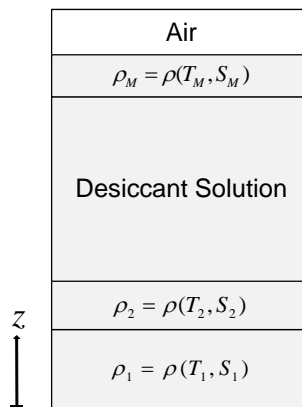 Air
ρ_M = ρ(T_M, S_M)
Desiccant Solution
ρ_2 = ρ(T_2, S_2)
z
ρ_1 = ρ(T_1, S_1)